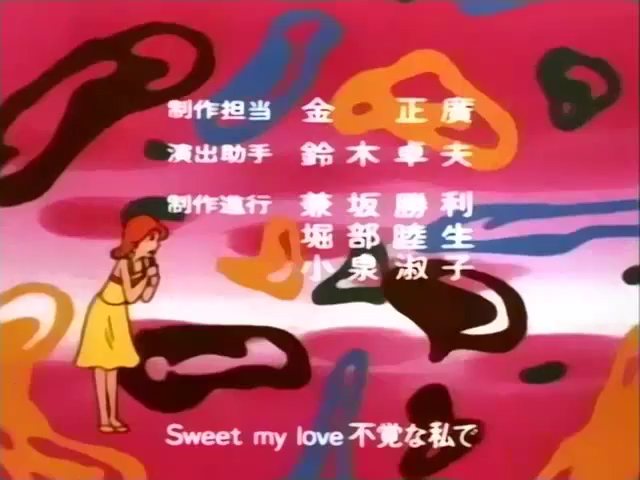 制作担当 金 正廣
演出助手 鈴木卓夫
制作進行 兼坂勝利
堀部睦生
小泉淑子
Sweet my love 不覚な私で